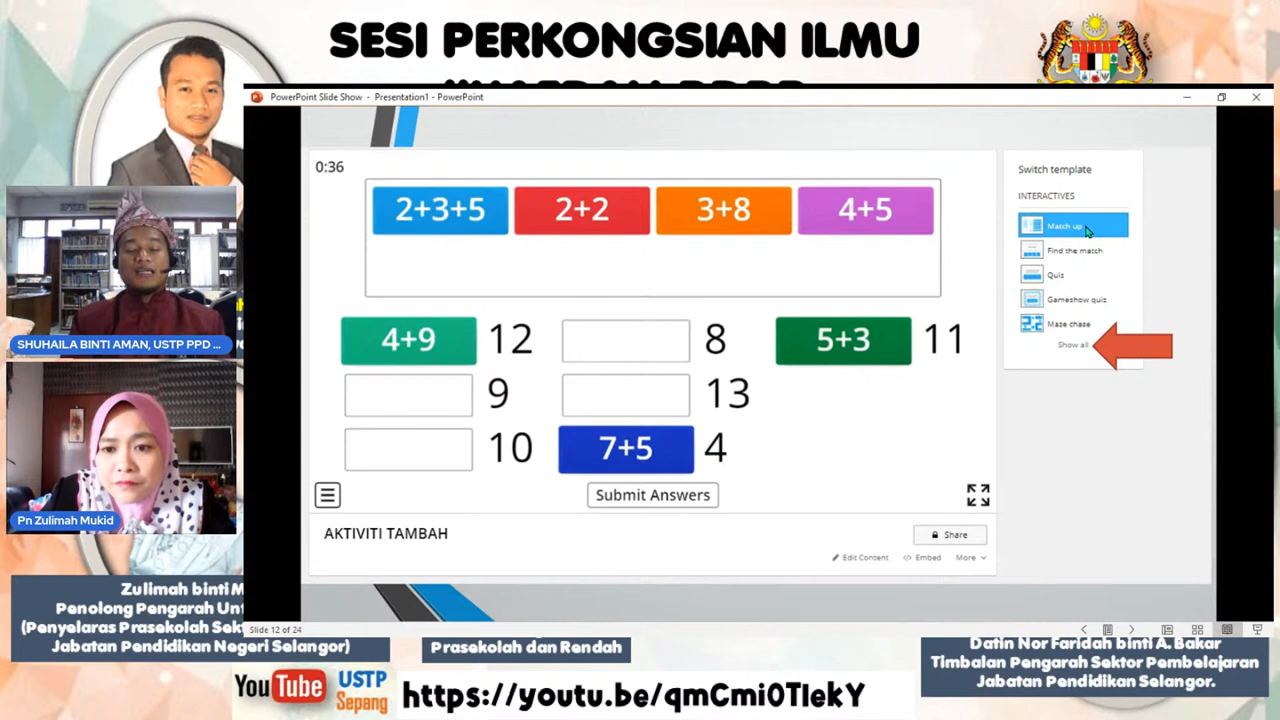 SESI PERKONGSIAN ILMU
PowerPoint Slide Show - Presentation1 - PowerPoint
0:36
2+3+5
2+2
3+8
4+5
4+9 12
8
5+3 11
9
13
10
7+5 4
Submit Answers
AKTIVITI TAMBAH
Share
Edit Content
Embed
More
Switch template
INTERACTIVES
Match up
Find the match
Quiz
Gameshow quiz
Maze chase
Show all
Slide 12 of 24
SHUHAILA BINTI AMAN, USTP PPD ...
Pn Zulimah Mukid
Zulimah binti M
Penolong Pengarah Unt
(Penyelaras Prasekolah Sek
Jabatan Pendidikan Negeri Selangor)
Prasekolah dan Rendah
Datin Nor Faridah binti A. Bakar
Timbalan Pengarah Sektor Pembelajaran
Jabatan Pendidikan Selangor.
YouTube
USTP
Sepang
https://youtu.be/qmCmi0TlekY